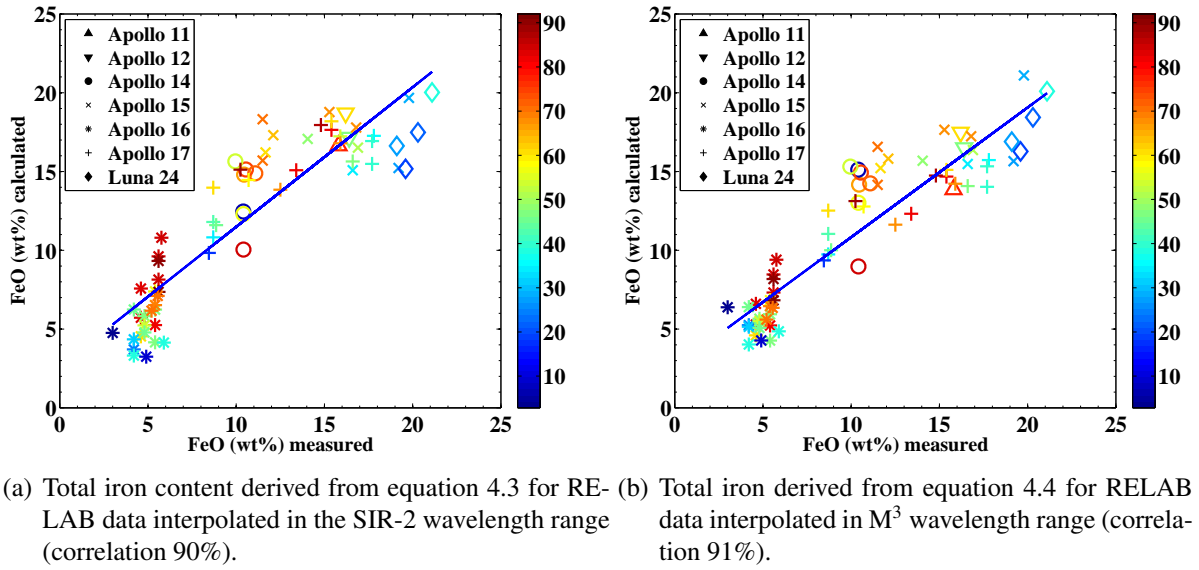 25
20
15
10
5
0
FeO (wt%) calculated
Apollo 11
Apollo 12
Apollo 14
Apollo 15
Apollo 16
Apollo 17
Luna 24
0 5 10 15 20 25
FeO (wt%) measured
90
80
70
60
50
40
30
20
10
25
20
15
10
5
0
FeO (wt%) calculated
Apollo 11
Apollo 12
Apollo 14
Apollo 15
Apollo 16
Apollo 17
Luna 24
0 5 10 15 20 25
FeO (wt%) measured
90
80
70
60
50
40
30
20
10
(a) Total iron content derived from equation 4.3 for RE-
LAB data interpolated in the SIR-2 wavelength range
(correlation 90%).
(b) Total iron derived from equation 4.4 for RELAB
data interpolated in M³ wavelength range (correla-
tion 91%).